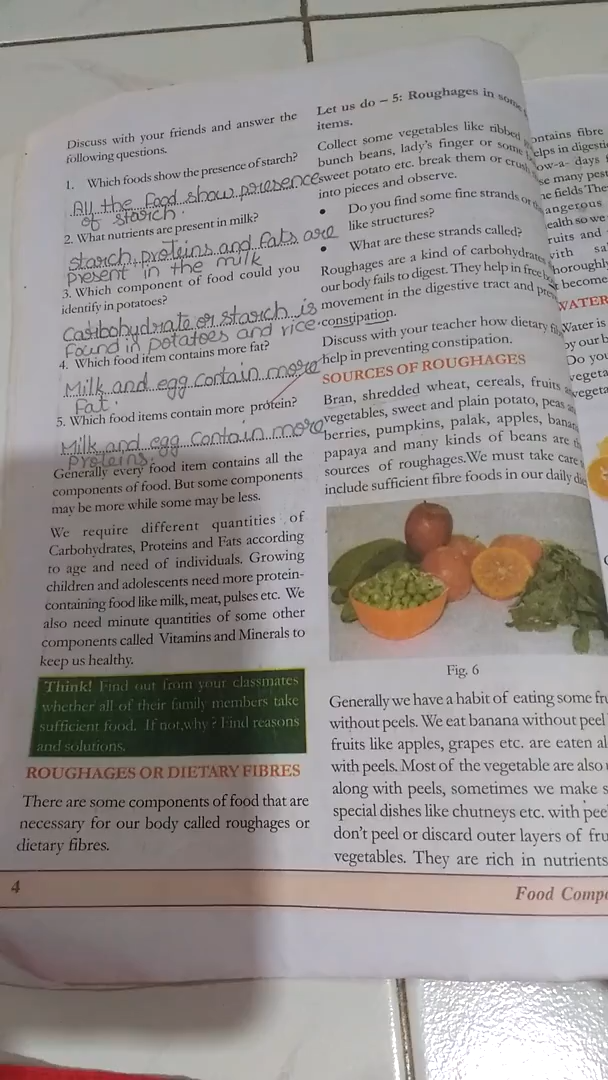 Discuss with your friends and answer the
following questions.
1. Which foods show the presence of starch?
All the food show presence
of starch.
2. What nutrients are present in milk?
starch, proteins and fats are
present in the milk
3. Which component of food could you
identify in potatoes?
Carbohydrate or starch is
found in potatoes and rice.
4. Which food item contains more fat?
Milk and egg contain more
fat.
5. Which food items contain more protein?
Milk and egg contain more
proteins.
Generally every food item contains all the
components of food. But some components
may be more while some may be less.
We require different quantities of
Carbohydrates, Proteins and Fats according
to age and need of individuals. Growing
children and adolescents need more protein-
containing food like milk, meat, pulses etc. We
also need minute quantities of some other
components called Vitamins and Minerals to
keep us healthy.
Think! Find out from your classmates
whether all of their family members take
sufficient food. If not,why? Find reasons
and solutions.
ROUGHAGES OR DIETARY FIBRES
There are some components of food that are
necessary for our body called roughages or
dietary fibres.
Let us do – 5: Roughages in some
items.
Collect some vegetables like ribbed
bunch beans, lady's finger or some
sweet potato etc. break them or crush
into pieces and observe.
• Do you find some fine strands or
like structures?
• What are these strands called?
Roughages are a kind of carbohydrates
our body fails to digest. They help in free
movement in the digestive tract and
constipation.
Discuss with your teacher how dietary
help in preventing constipation.
SOURCES OF ROUGHAGES
Bran, shredded wheat, cereals, fruits
vegetables, sweet and plain potato, peas
berries, pumpkins, palak, apples,
papaya and many kinds of beans are
sources of roughages.We must take care
include sufficient fibre foods in our daily
Fig. 6
Generally we have a habit of eating some
without peels. We eat banana without peel
fruits like apples, grapes etc. are eaten
with peels. Most of the vegetable are also
along with peels, sometimes we make
special dishes like chutneys etc. with
don't peel or discard outer layers of
vegetables. They are rich in nutrients
4
Food
fibre
in
days
many
fields The
so we
and
with
thoroughly
become
WATER
Water is
by our
Do you